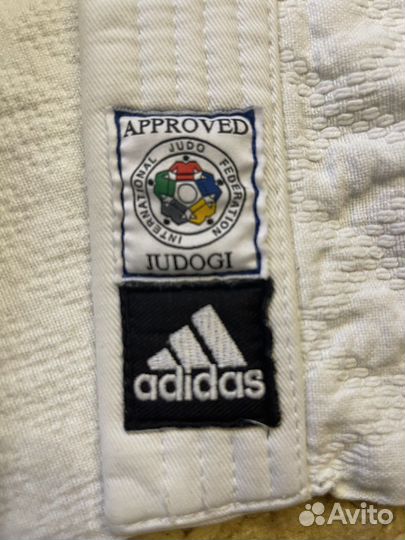 APPROVED
INTERNATIONAL JUDO FEDERATION
JUDOGI
adidas
Avito